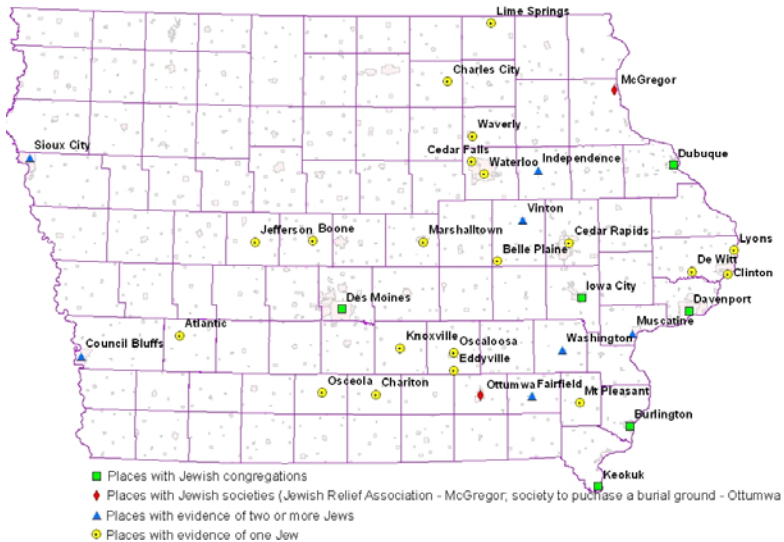 Lime Springs
Charles City
McGregor
Waverly
Sioux City
Cedar Falls
Waterloo
Independence
Dubuque
Vinton
Jefferson
Boone
Marshalltown
Cedar Rapids
Lyons
Belle Plaine
De Witt
Clinton
Des Moines
Iowa City
Davenport
Atlantic
Muscatine
Council Bluffs
Knoxville
Oscaloosa
Washington
Eddyville
Osceola
Chariton
Ottumwa
Fairfield
Mt Pleasant
Burlington
Keokuk
Places with Jewish congregations
Places with Jewish societies (Jewish Relief Association - McGregor; society to puchase a burial ground - Ottumwa
Places with evidence of two or more Jews
Places with evidence of one Jew